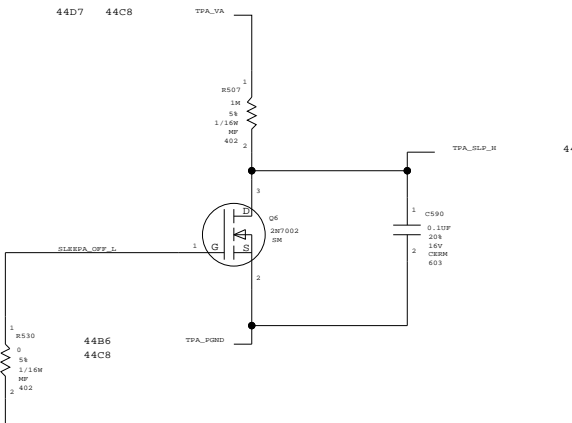 44D7 44C8
TPA_VA
1
R507
1M
5%
1/16W
MF
402
2
TPA_SLP_H
44
3
D
Q6
2N7002
SM
1 G S
SLEEPA_OFF_L
2
1
C590
0.1UF
20%
16V
CERM
603
2
TPA_PGND
44B6
44C8
1
R530
0
5%
1/16W
MF
402
2